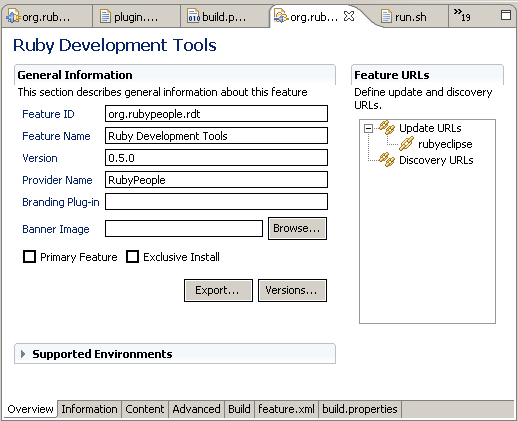 org.rub... plugin.... build.p... org.rub... run.sh »19
Ruby Development Tools
General Information
This section describes general information about this feature
Feature ID org.rubypeople.rdt
Feature Name Ruby Development Tools
Version 0.5.0
Provider Name RubyPeople
Branding Plug-in
Banner Image Browse...
Primary Feature Exclusive Install
Export... Versions...
Supported Environments
Feature URLs
Define update and discovery
URLs.
Update URLs
rubyeclipse
Discovery URLs
Overview Information Content Advanced Build feature.xml build.properties